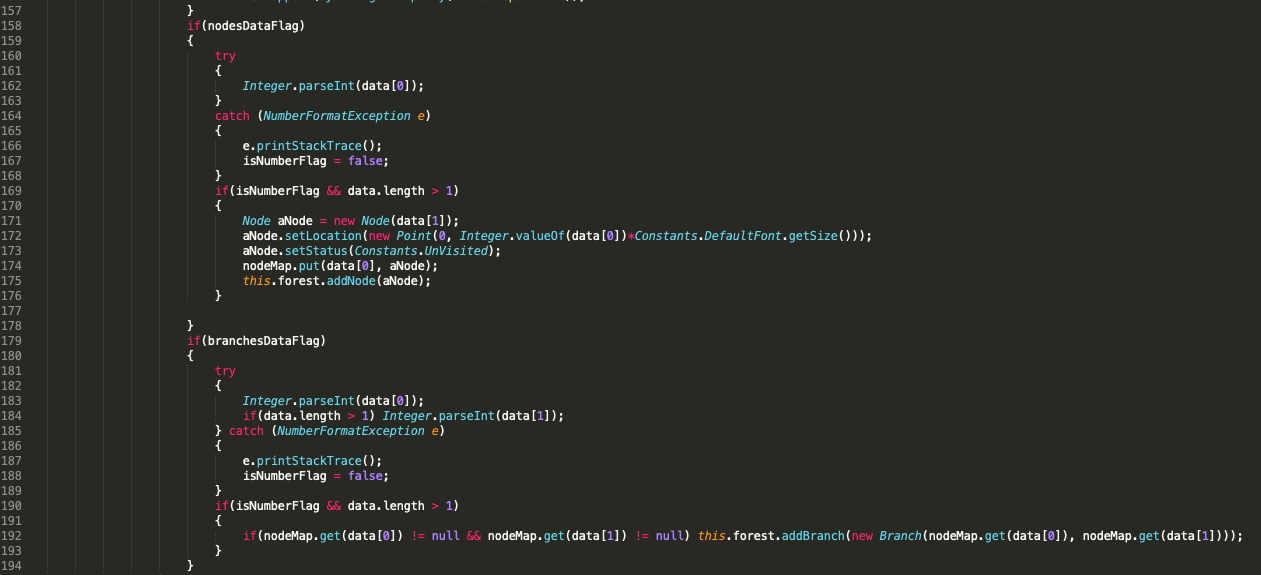 157 }
158 if(nodesDataFlag)
159 {
160 try
161 {
162 Integer.parseInt(data[0]);
163 }
164 catch (NumberFormatException e)
165 {
166 e.printStackTrace();
167 isNumberFlag = false;
168 }
169 if(isNumberFlag && data.length > 1)
170 {
171 Node aNode = new Node(data[1]);
172 aNode.setLocation(new Point(0, Integer.valueOf(data[0])*Constants.DefaultFont.getSize()));
173 aNode.setStatus(Constants.UnVisited);
174 nodeMap.put(data[0], aNode);
175 this.forest.addNode(aNode);
176 }
177
178 }
179 if(branchesDataFlag)
180 {
181 try
182 {
183 Integer.parseInt(data[0]);
184 if(data.length > 1) Integer.parseInt(data[1]);
185 } catch (NumberFormatException e)
186 {
187 e.printStackTrace();
188 isNumberFlag = false;
189 }
190 if(isNumberFlag && data.length > 1)
191 {
192 if(nodeMap.get(data[0]) != null && nodeMap.get(data[1]) != null) this.forest.addBranch(new Branch(nodeMap.get(data[0]), nodeMap.get(data[1])));
193 }
194 }